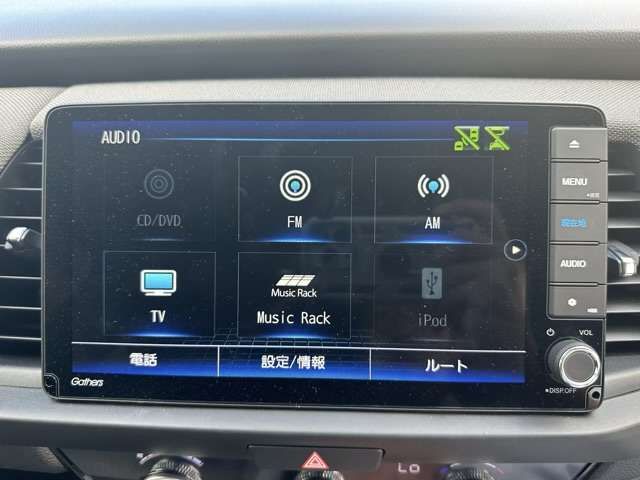 AUDIO
CD/DVD
FM
AM
TV
Music Rack
Music Rack
iPod
電話
設定/情報
ルート
Gathers
MENU
現在地
AUDIO
VOL
DISP.OFF
Lo